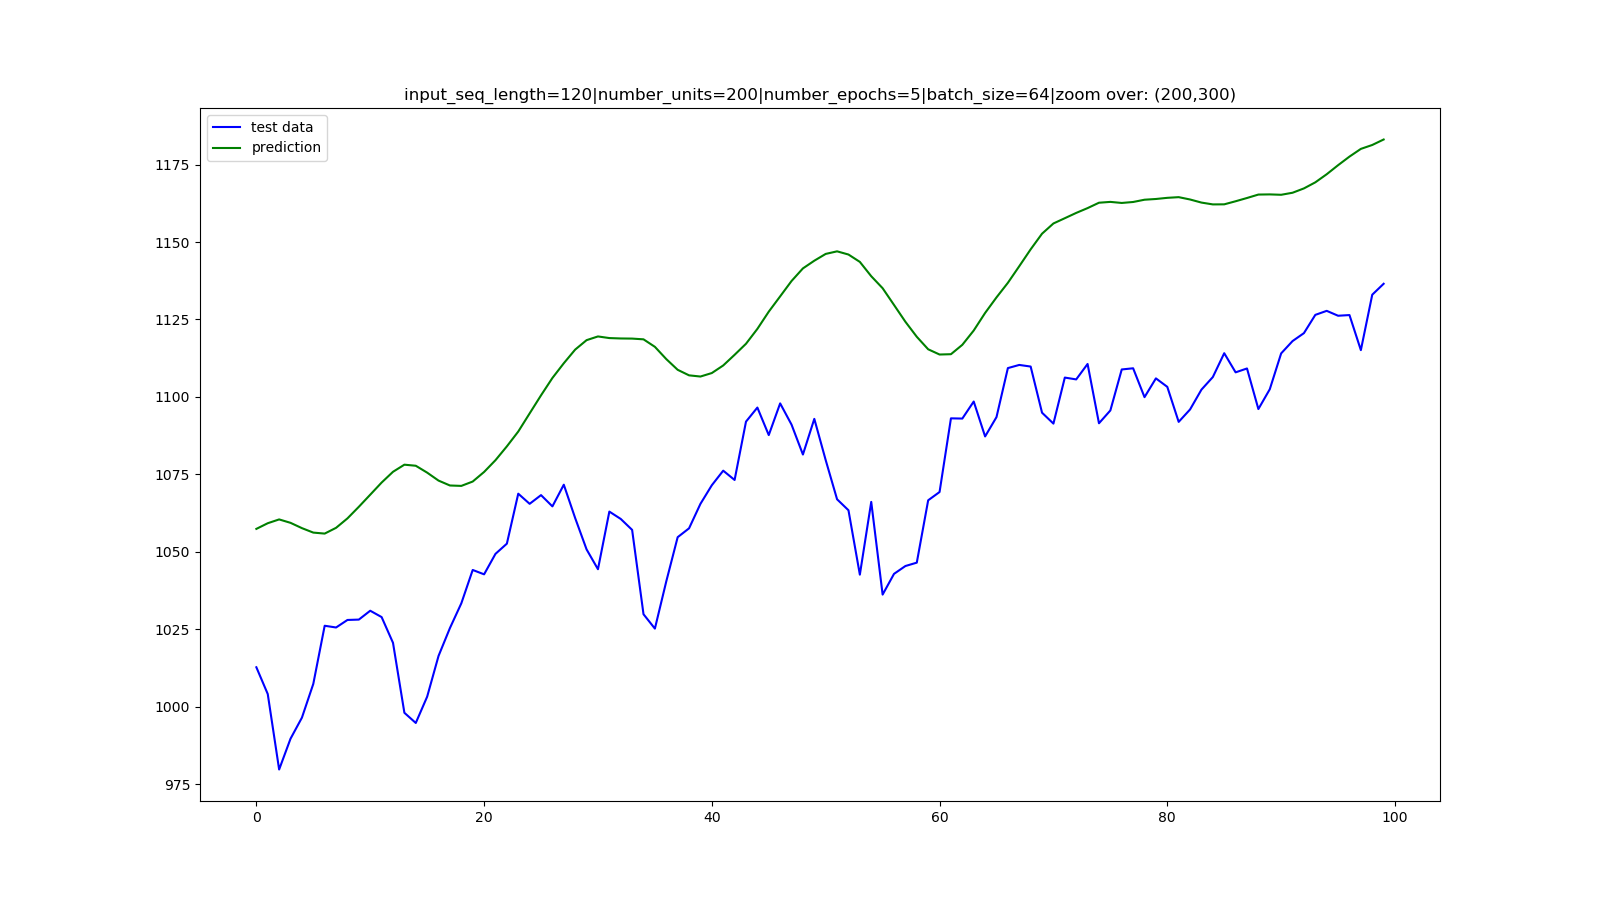 input_seq_length=120|number_units=200|number_epochs=5|batch_size=64|zoom over: (200,300)
test data
prediction
1175
1150
1125
1100
1075
1050
1025
1000
975
0 20 40 60 80 100